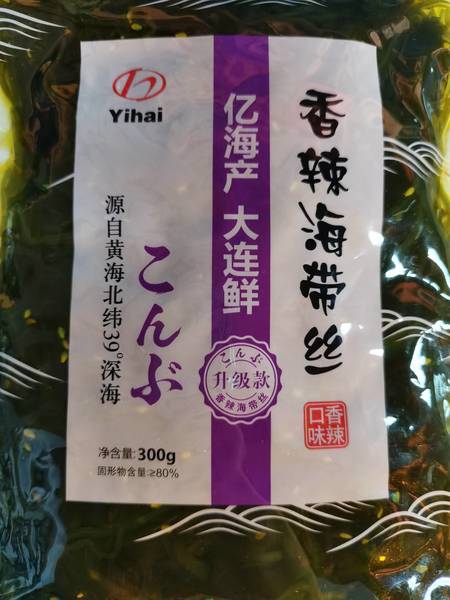 Yihai
香辣海带丝
亿海产 大连鲜
こんぶ
源自黄海北纬39°深海
こんぶ
升级款
香辣海带丝
香辣
口味
净含量:300g
固形物含量:≥80%